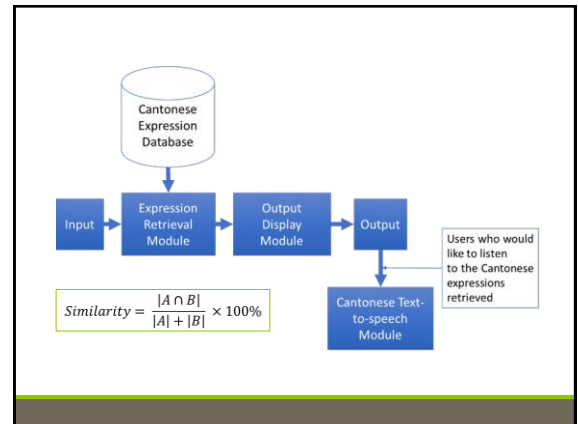 Cantonese
Expression
Database
Input
Expression
Retrieval
Module
Output
Display
Module
Output
Users who would
like to listen
to the Cantonese
expressions
retrieved
Similarity = |A ∩ B| / |A| + |B| × 100%
Cantonese Text-
to-speech
Module